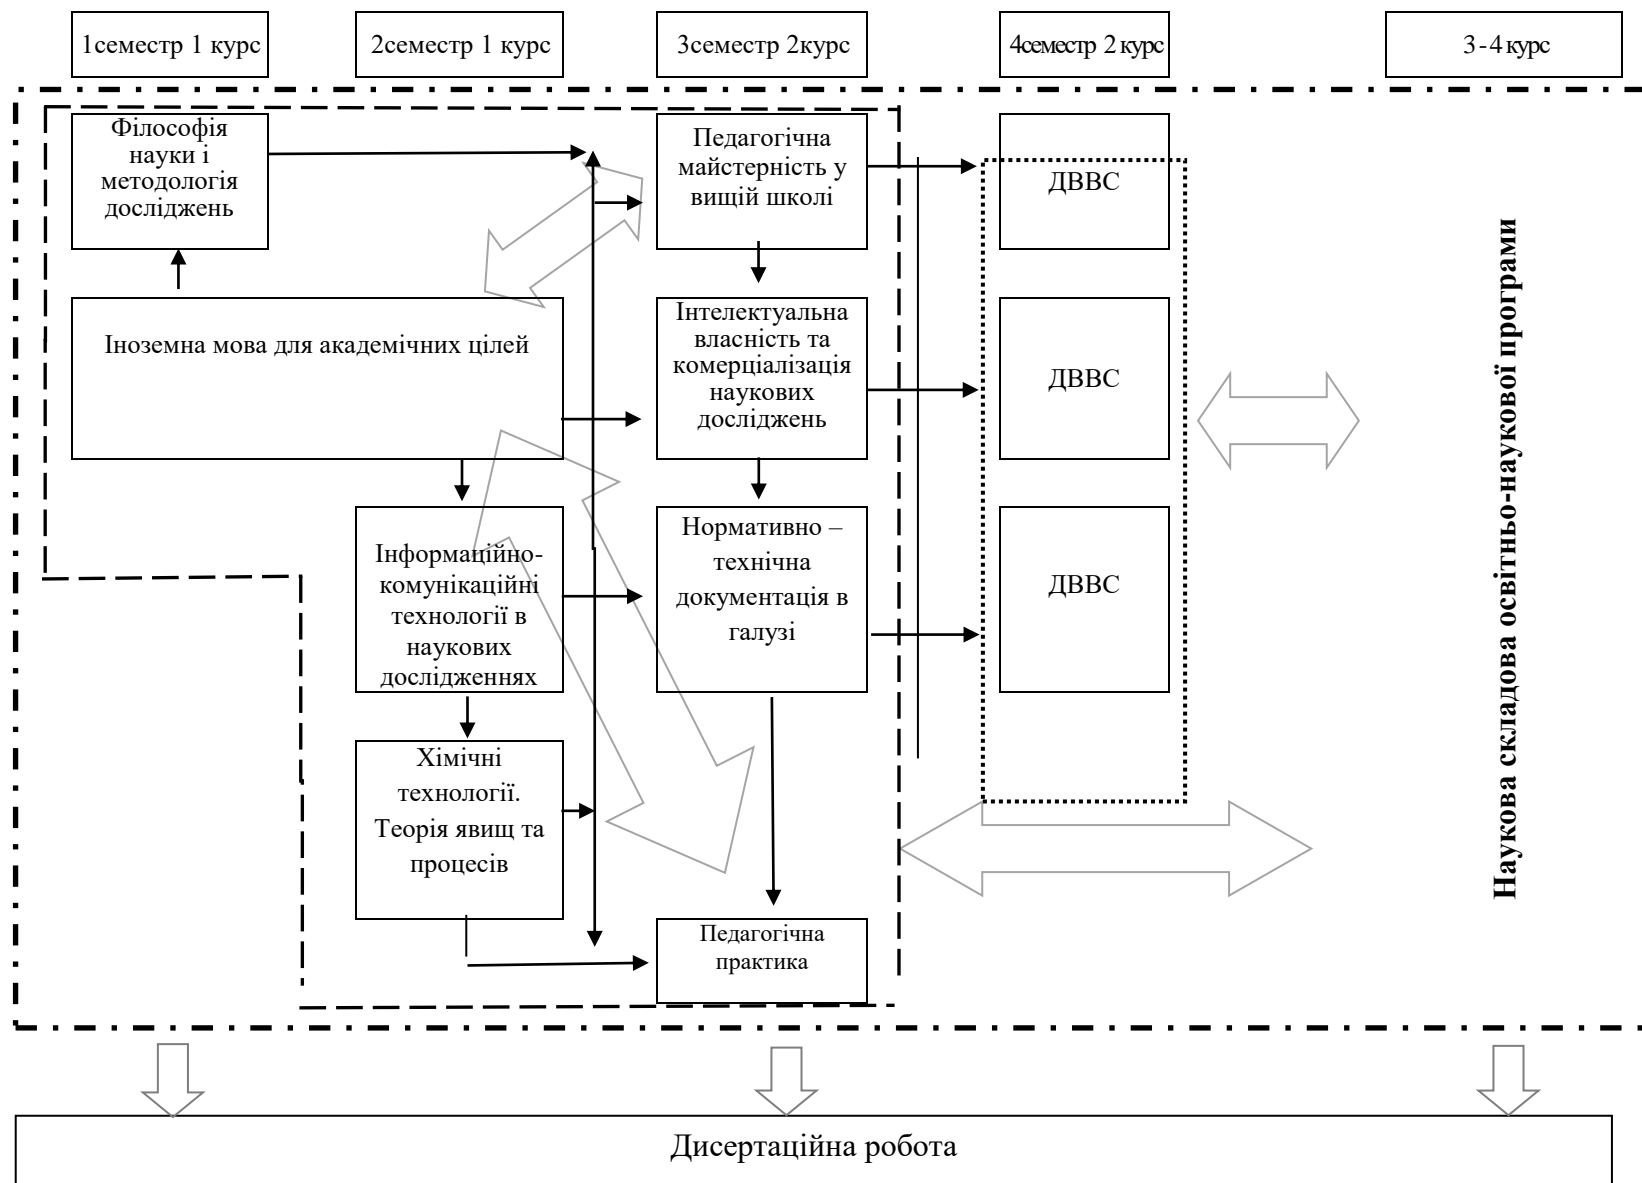 1семестр 1 курс
2семестр 1 курс
3семестр 2курс
4семестр 2 курс
3-4 курс
Філософія
науки і
методологія
досліджень
Педагогічна
майстерність у
вищій школі
ДВВС
Іноземна мова для академічних цілей
Інтелектуальна
власність та
комерціалізація
наукових
досліджень
ДВВС
Інформаційно-
комунікаційні
технології в
наукових
дослідженнях
Нормативно –
технічна
документація в
галузі
ДВВС
Хімічні
технології.
Теорія явищ та
процесів
Педагогічна
практика
Наукова складова освітньо-наукової програми
Дисертаційна робота